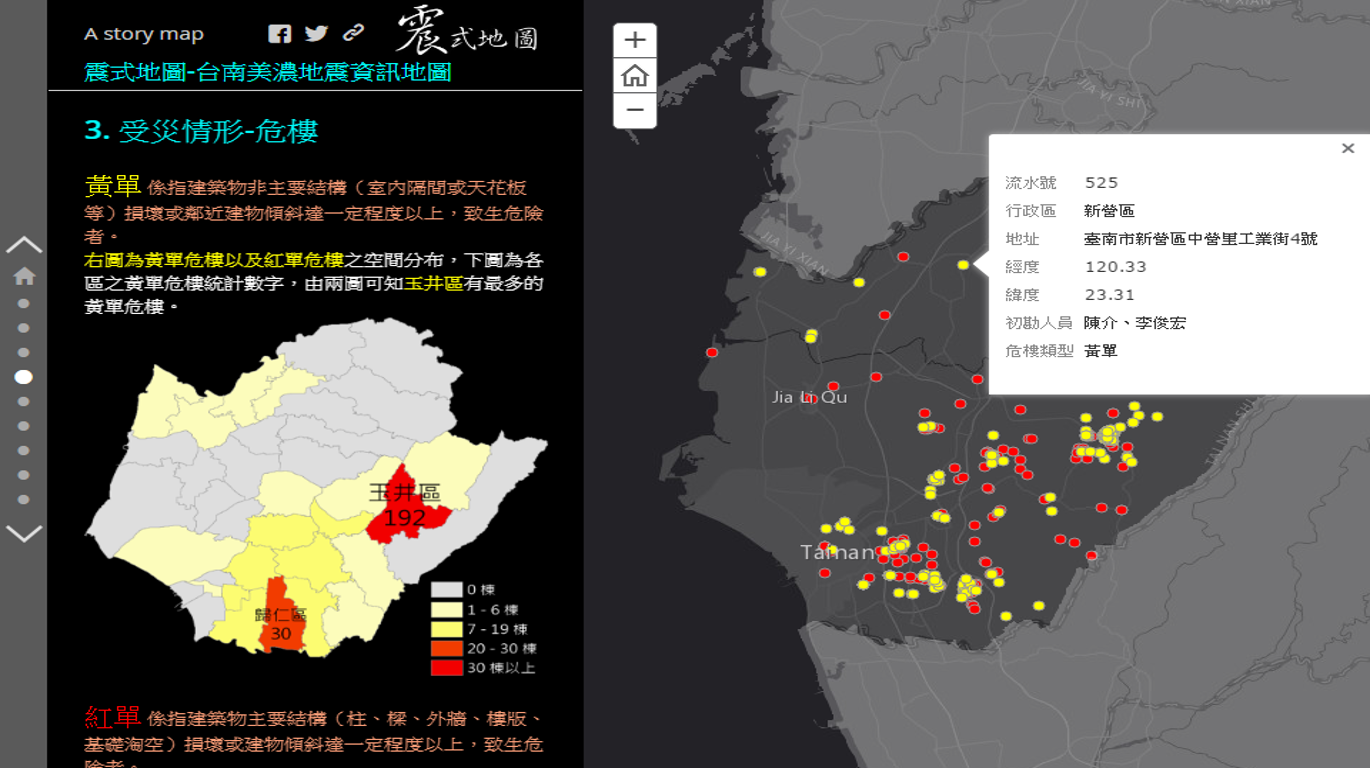 A story map
震式地圖
震式地圖-台南美濃地震資訊地圖
3. 受災情形-危樓
黃單 係指建築物非主要結構（室內隔間或天花板
等）損壞或鄰近建物傾斜達一定程度以上，致生危險
者。
右圖為黃單危樓以及紅單危樓之空間分布，下圖為各
區之黃單危樓統計數字，由兩圖可知玉井區有最多的
黃單危樓。
玉井區
192
歸仁區
30
0 棟
1 - 6 棟
7 - 19 棟
20 - 30 棟
30 棟以上
紅單 係指建築物主要結構（柱、樑、外牆、樓版、
基礎淘空）損壞或建物傾斜達一定程度以上，致生危
險者。
JIA YI SHI
JIA YI XIAN
流水號 525
行政區 新營區
地址 臺南市新營區中營里工業街4號
經度 120.33
緯度 23.31
初勘人員 陳介、李俊宏
危樓類型 黃單
Jia Li Qu
Tainan